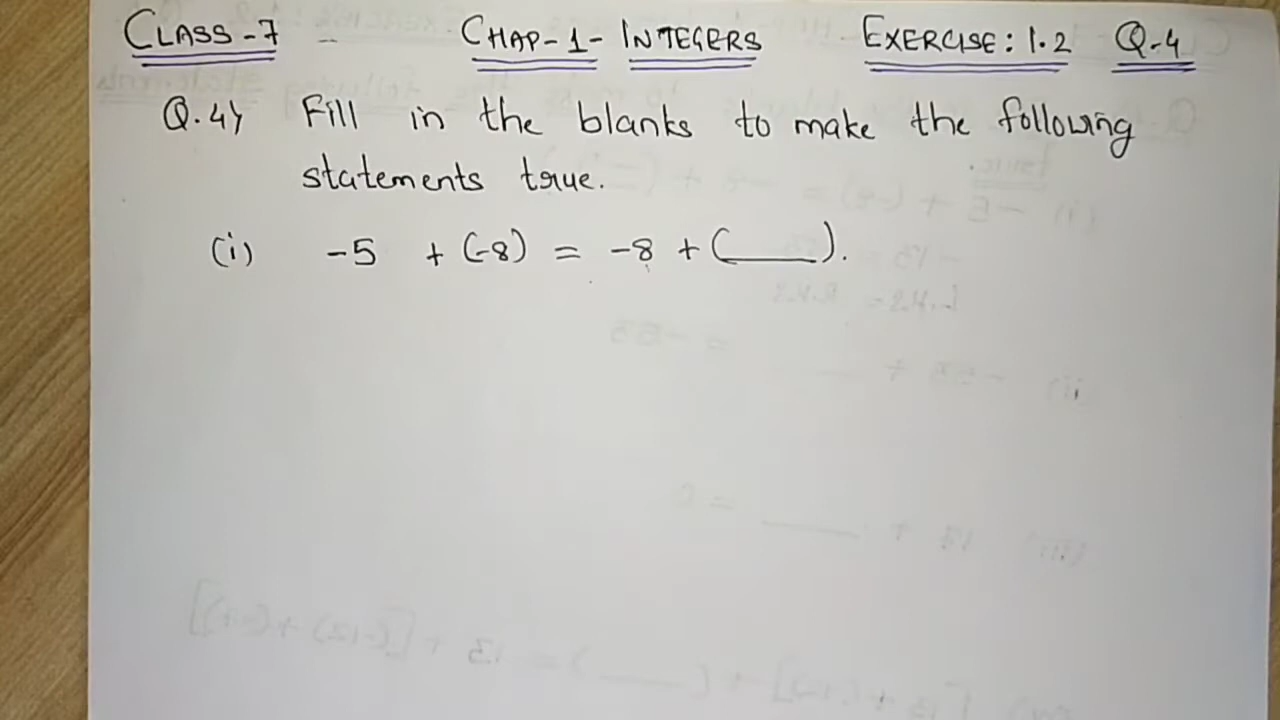 CLASS-7 - CHAP-1-INTEGERS EXERCISE: 1.2 Q-4
Q.4) Fill in the blanks to make the following
statements true.
(i) -5 + (-8) = -8 + (____).